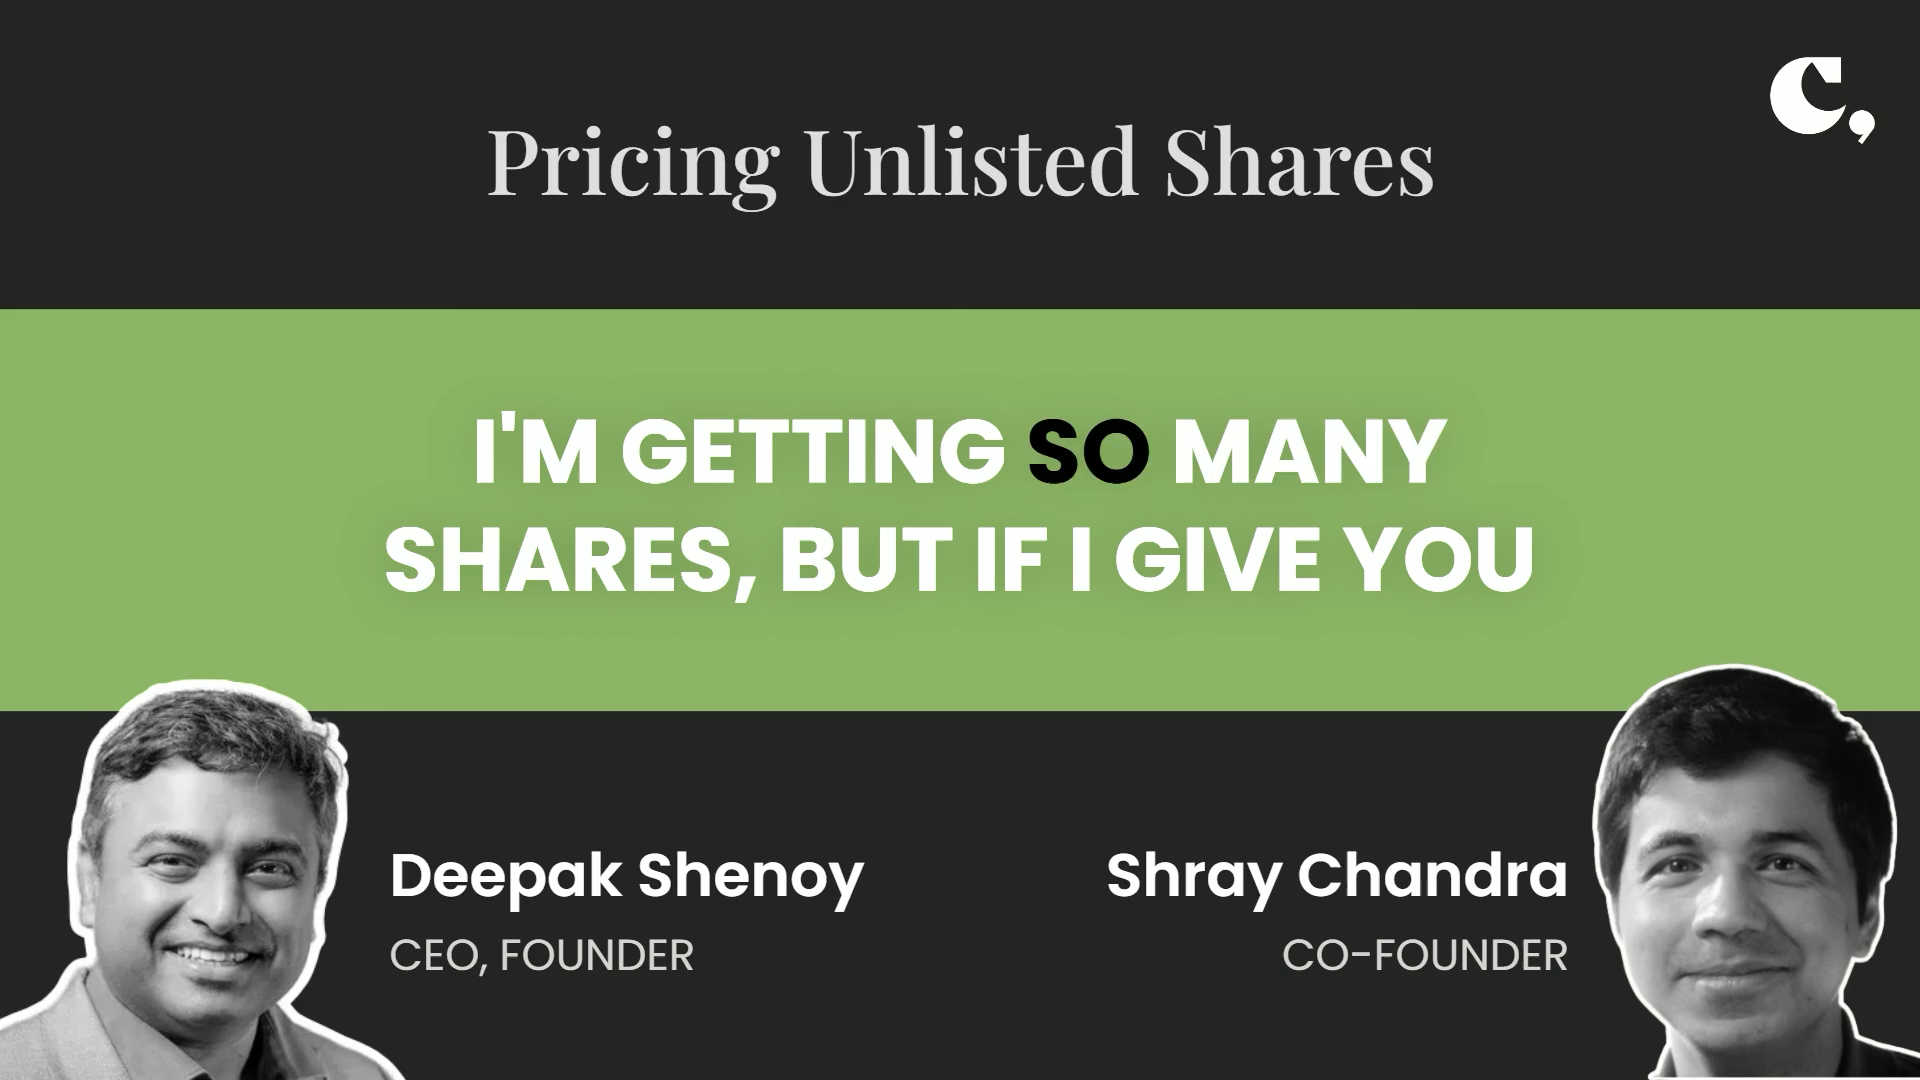 Pricing Unlisted Shares
C,
I'M GETTING SO MANY
SHARES, BUT IF I GIVE YOU
Deepak Shenoy
CEO, FOUNDER
Shray Chandra
CO-FOUNDER